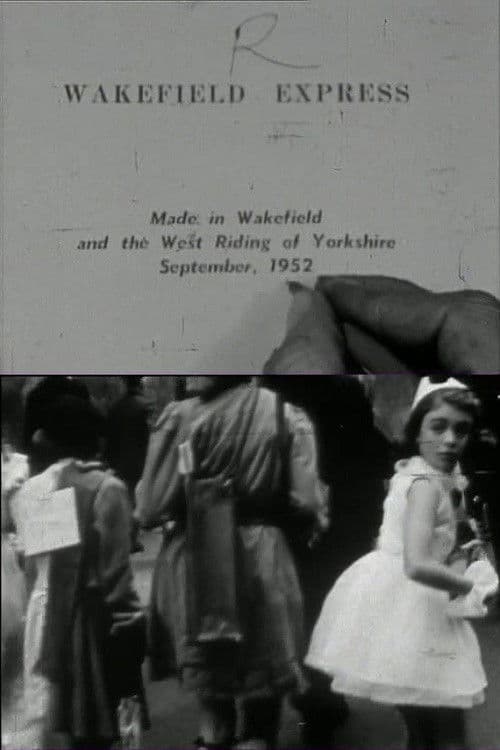 R
WAKEFIELD EXPRESS
Made in Wakefield
and the West Riding of Yorkshire
September, 1952